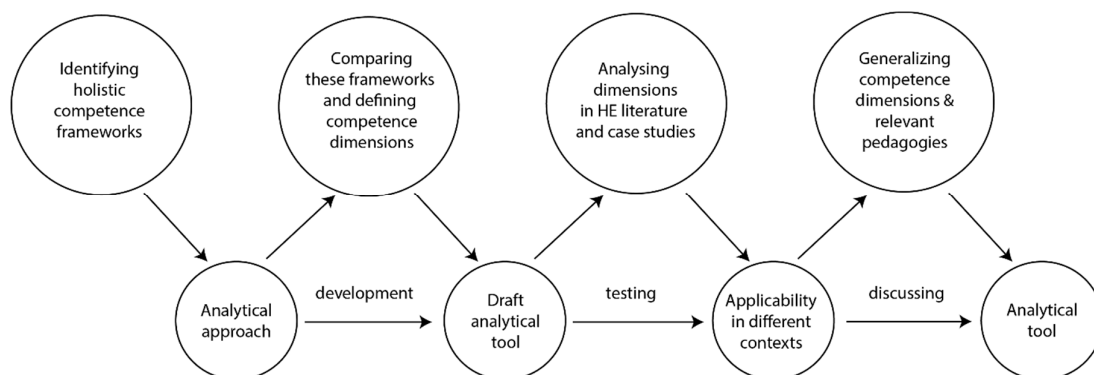 Identifying
holistic
competence
frameworks
Comparing
these frameworks
and defining
competence
dimensions
Analysing
dimensions
in HE literature
and case studies
Generalizing
competence
dimensions &
relevant
pedagogies
Analytical
approach
development
Draft
analytical
tool
testing
Applicability
in different
contexts
discussing
Analytical
tool